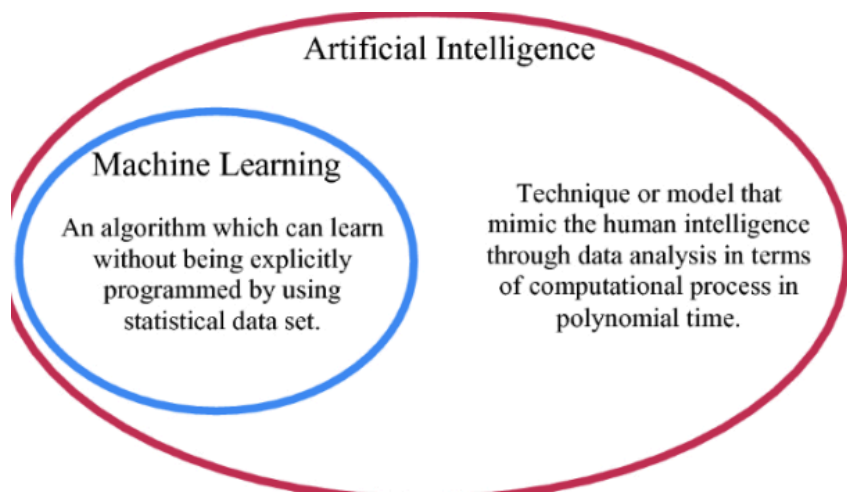 Artificial Intelligence
Machine Learning
An algorithm which can learn
without being explicitly
programmed by using
statistical data set.
Technique or model that
mimic the human intelligence
through data analysis in terms
of computational process in
polynomial time.